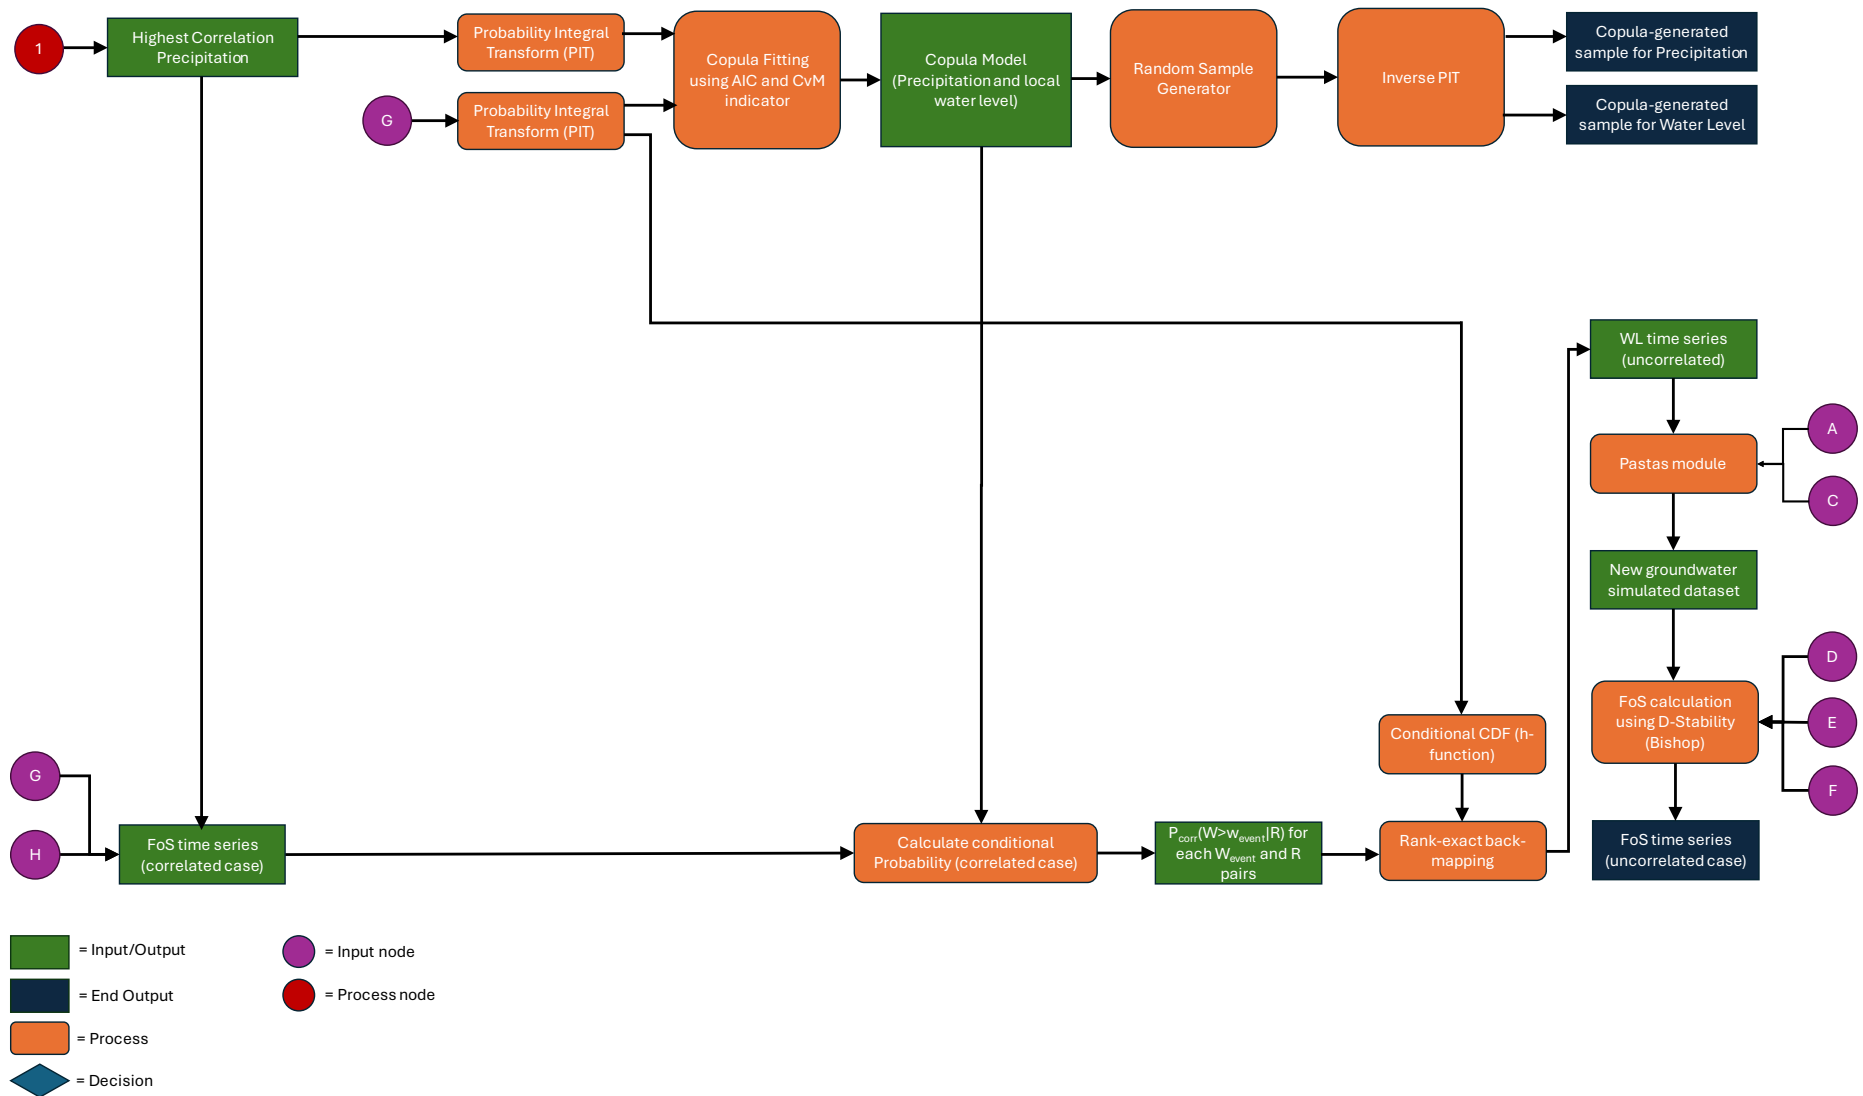 1
Highest Correlation
Precipitation
Probability Integral
Transform (PIT)
G
Probability Integral
Transform (PIT)
Copula Fitting
using AIC and CvM
indicator
Copula Model
(Precipitation and local
water level)
Random Sample
Generator
Inverse PIT
Copula-generated
sample for Precipitation
Copula-generated
sample for Water Level
WL time series
(uncorrelated)
A
Pastas module
C
New groundwater
simulated dataset
D
FoS calculation
using D-Stability
(Bishop)
E
F
Conditional CDF (h-
function)
G
H
FoS time series
(correlated case)
Calculate conditional
Probability (correlated case)
Pcorr(W>wevent|R) for
each Wevent and R
pairs
Rank-exact back-
mapping
FoS time series
(uncorrelated case)
= Input/Output
= Input node
= End Output
= Process node
= Process
= Decision